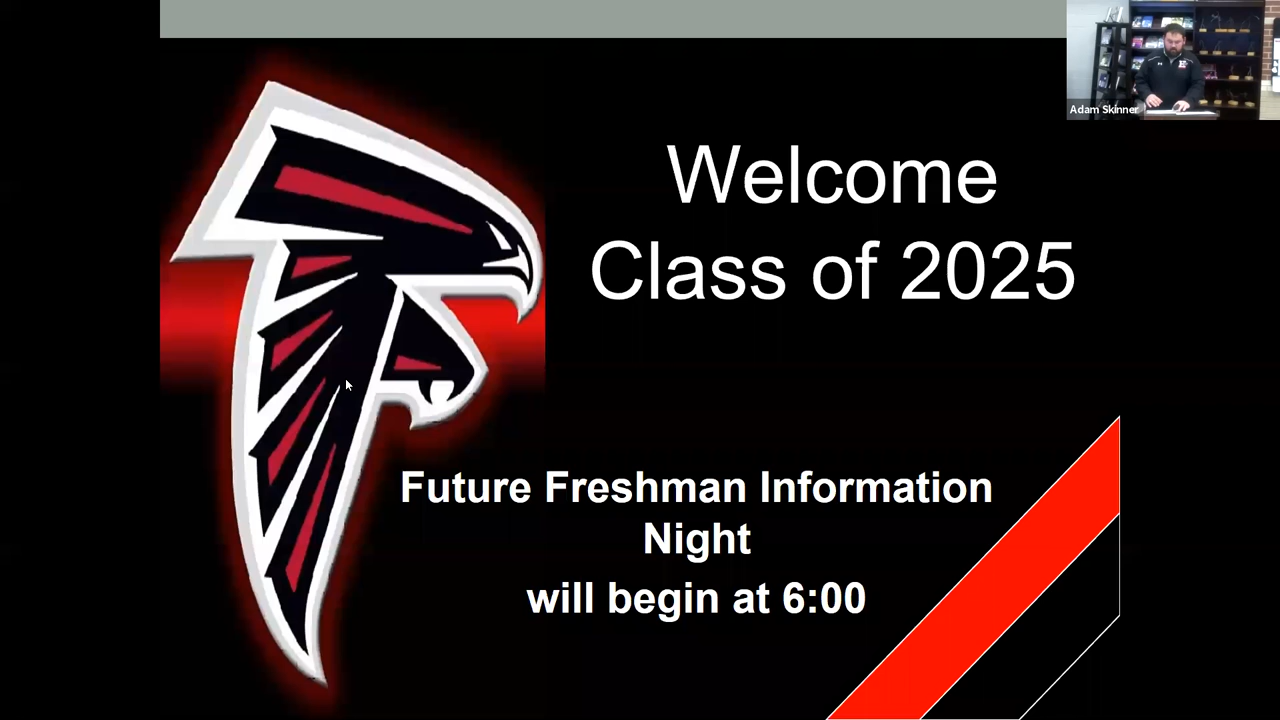 Adam Skinner
Welcome
Class of 2025
Future Freshman Information
Night
will begin at 6:00